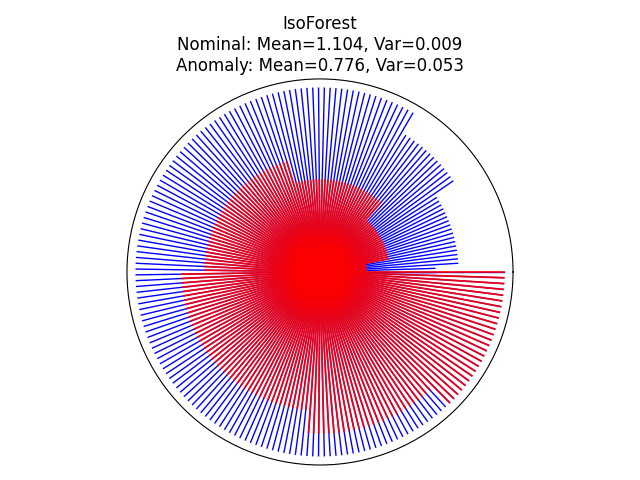 IsoForest
Nominal: Mean=1.104, Var=0.009
Anomaly: Mean=0.776, Var=0.053